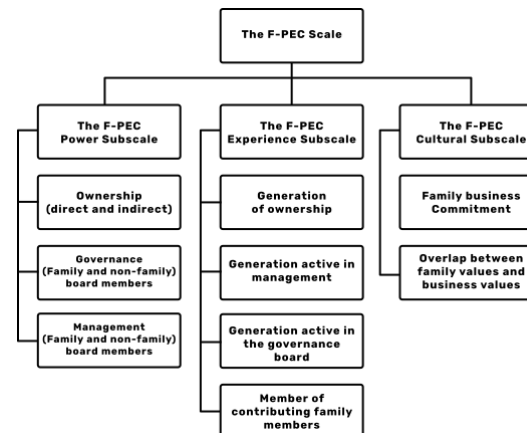 The F-PEC Scale
The F-PEC
Power Subscale
The F-PEC
Experience Subscale
The F-PEC
Cultural Subscale
Ownership
(direct and indirect)
Generation
of ownership
Family business
Commitment
Governance
(Family and non-family)
board members
Generation active in
management
Overlap between
family values and
business values
Management
(Family and non-family)
board members
Generation active in
the governance
board
Member of
contributing family
members